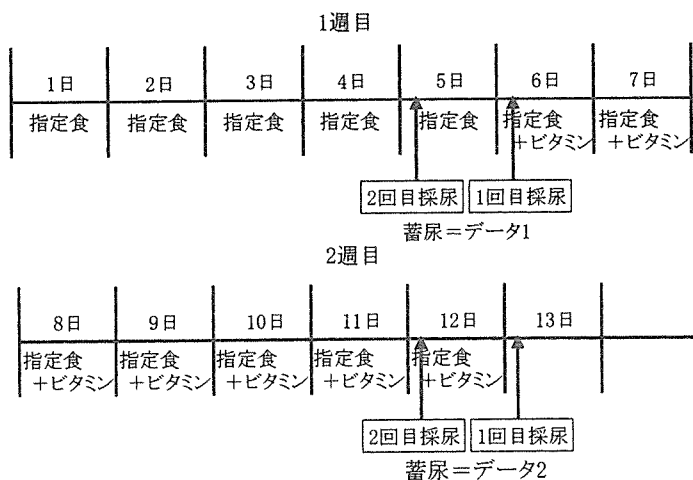 1週目
1日 2日 3日 4日 5日 6日 7日
指定食 指定食 指定食 指定食 指定食 指定食 指定食
+ビタミン +ビタミン
2回目採尿 1回目採尿
蓄尿=データ1
2週目
8日 9日 10日 11日 12日 13日
指定食 指定食 指定食 指定食 指定食
+ビタミン +ビタミン +ビタミン +ビタミン +ビタミン
2回目採尿 1回目採尿
蓄尿=データ2